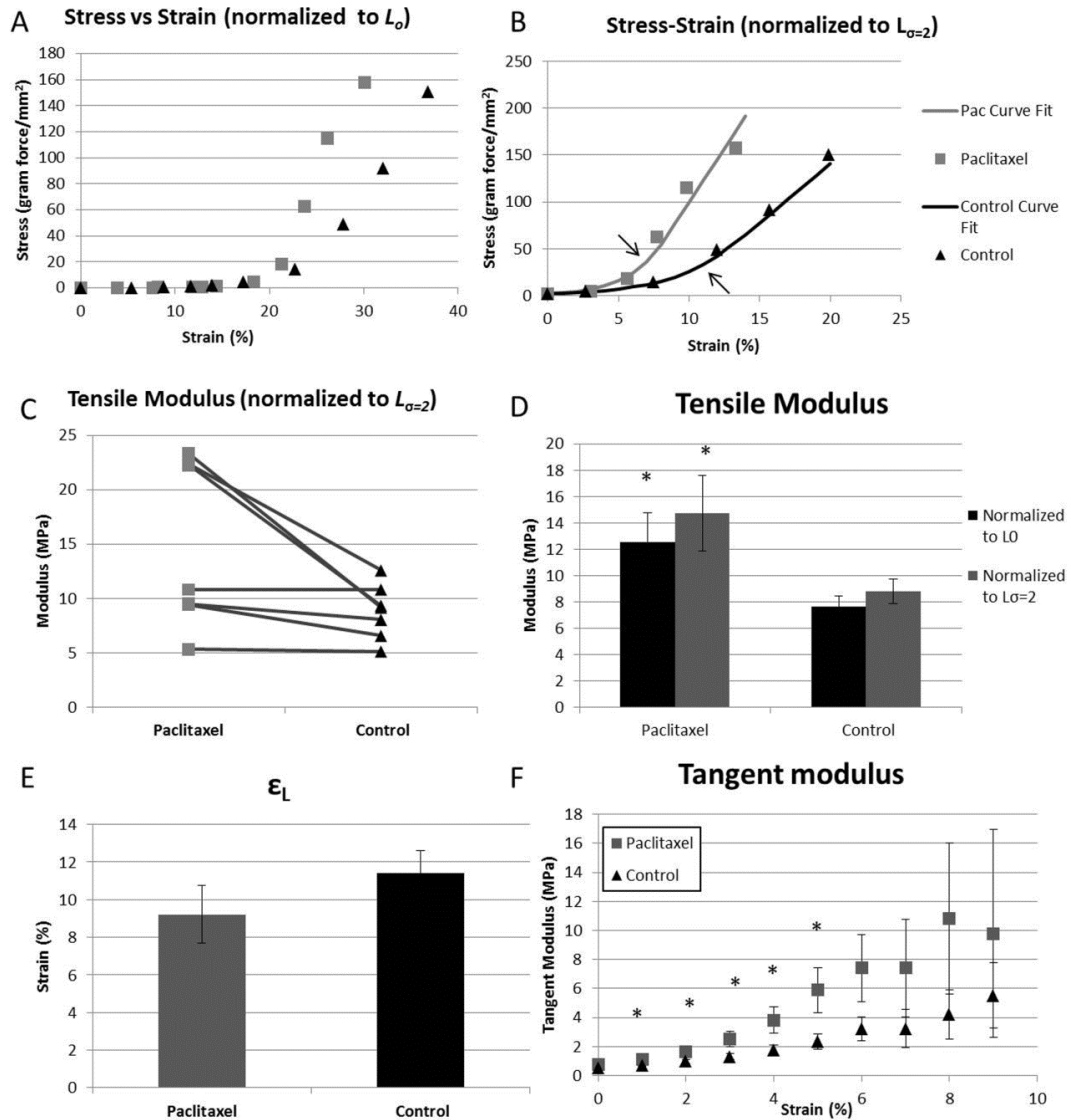 A
Stress vs Strain (normalized to Lo)
Stress (gram force/mm²)
180
160
140
120
100
80
60
40
20
0
0 10 20 30 40
Strain (%)
B
Stress-Strain (normalized to Lσ=2)
Stress (gram force/mm²)
250
200
150
100
50
0
0 5 10 15 20 25
Strain (%)
Pac Curve Fit
Paclitaxel
Control Curve
Fit
Control
C
Tensile Modulus (normalized to Lσ=2)
Modulus (MPa)
25
20
15
10
5
0
Paclitaxel Control
D
Tensile Modulus
Modulus (MPa)
20
18
16
14
12
10
8
6
4
2
0
* *
Paclitaxel Control
Normalized
to L0
Normalized
to Lσ=2
E
εL
Strain (%)
14
12
10
8
6
4
2
0
Paclitaxel Control
F
Tangent modulus
Tangent Modulus (MPa)
18
16
14
12
10
8
6
4
2
0
Paclitaxel
Control
* * * * *
0 2 4 6 8 10
Strain (%)